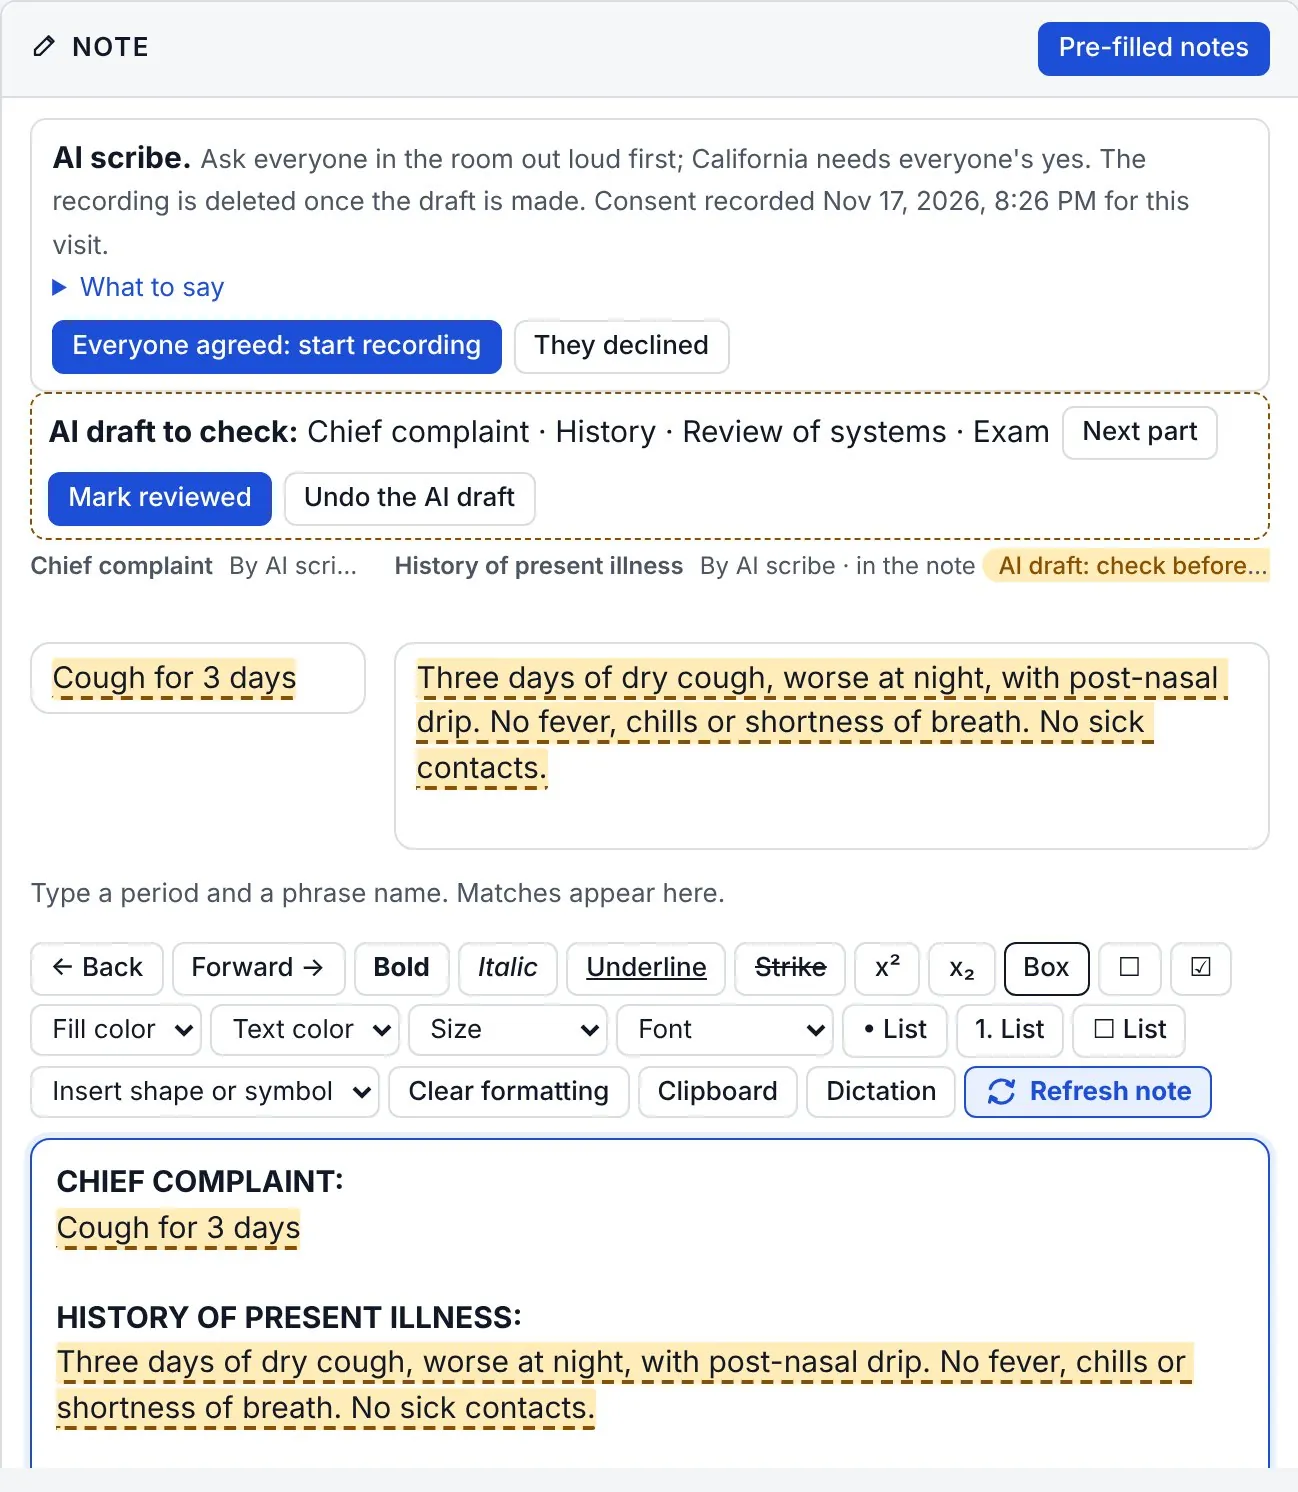 NOTE
Pre-filled notes
AI scribe. Ask everyone in the room out loud first; California needs everyone's yes. The
recording is deleted once the draft is made. Consent recorded Nov 17, 2026, 8:26 PM for this
visit.
▶ What to say
Everyone agreed: start recording
They declined
AI draft to check: Chief complaint · History · Review of systems · Exam
Next part
Mark reviewed
Undo the AI draft
Chief complaint By AI scri...
History of present illness By AI scribe · in the note AI draft: check before...
Cough for 3 days
Three days of dry cough, worse at night, with post-nasal
drip. No fever, chills or shortness of breath. No sick
contacts.
Type a period and a phrase name. Matches appear here.
← Back Forward → Bold Italic Underline Strike x² x₂ Box ☐ ☑
Fill color Text color Size Font • List 1. List ☐ List
Insert shape or symbol Clear formatting Clipboard Dictation Refresh note
CHIEF COMPLAINT:
Cough for 3 days
HISTORY OF PRESENT ILLNESS:
Three days of dry cough, worse at night, with post-nasal drip. No fever, chills or
shortness of breath. No sick contacts.